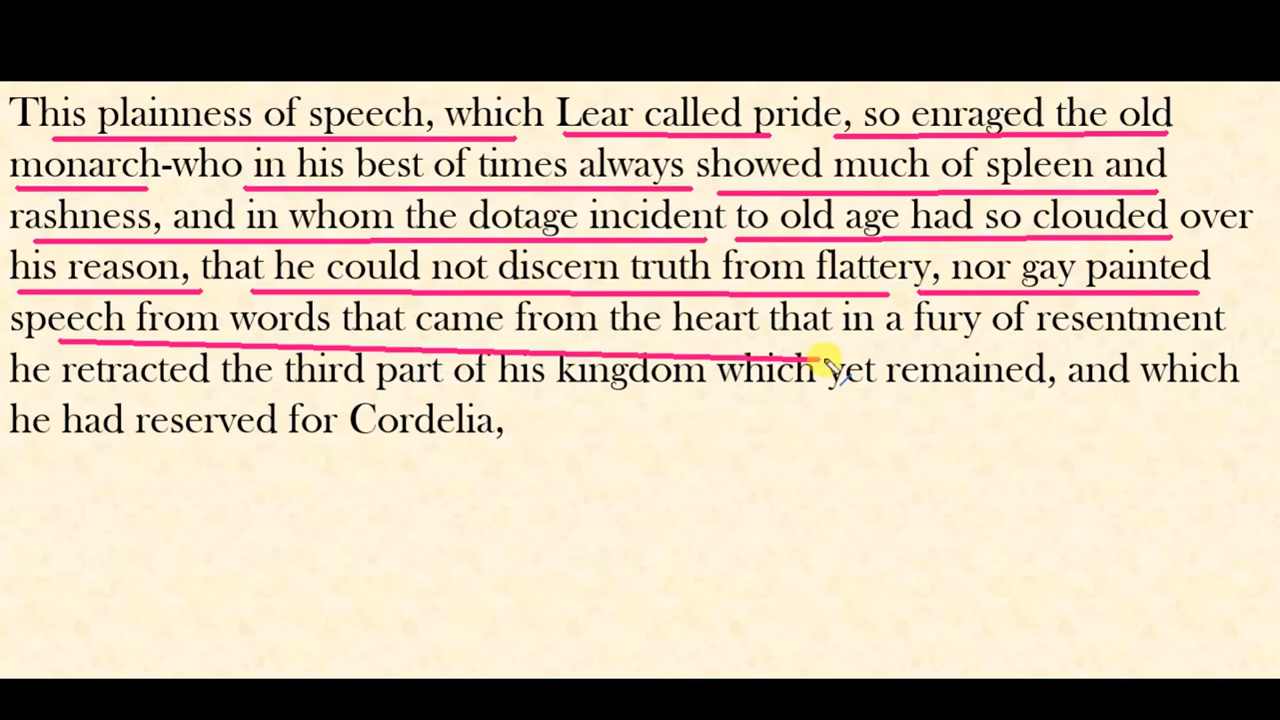 This plainness of speech, which Lear called pride, so enraged the old
monarch-who in his best of times always showed much of spleen and
rashness, and in whom the dotage incident to old age had so clouded over
his reason, that he could not discern truth from flattery, nor gay painted
speech from words that came from the heart that in a fury of resentment
he retracted the third part of his kingdom which yet remained, and which
he had reserved for Cordelia,